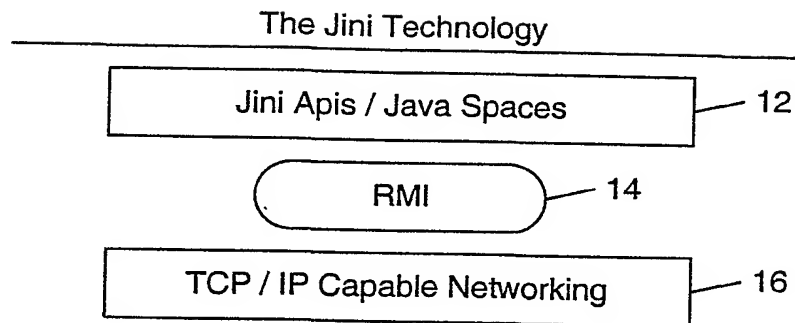 The Jini Technology
Jini Apis / Java Spaces
12
RMI
14
TCP / IP Capable Networking
16